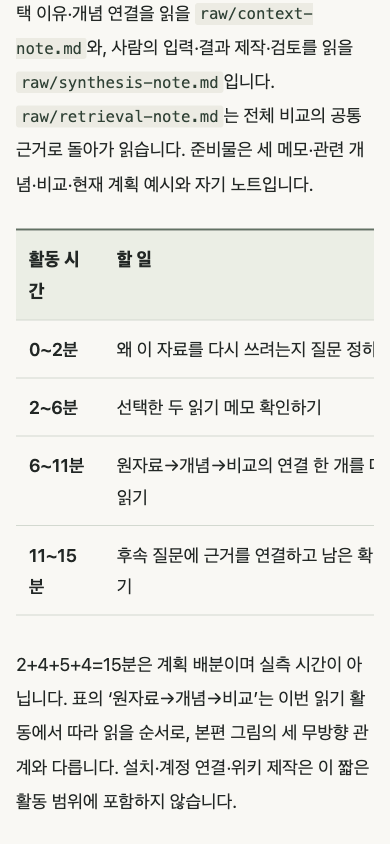 택 이유·개념 연결을 읽을 raw/context-
note.md와, 사람의 입력·결과 제작·검토를 읽을
raw/synthesis-note.md입니다.
raw/retrieval-note.md는 전체 비교의 공통
근거로 돌아가 읽습니다. 준비물은 세 메모·관련 개
념·비교·현재 계획 예시와 자기 노트입니다.
활동 시간 할 일
0~2분 왜 이 자료를 다시 쓰려는지 질문 정하
2~6분 선택한 두 읽기 메모 확인하기
6~11분 원자료→개념→비교의 연결 한 개를
읽기
11~15분 후속 질문에 근거를 연결하고 남은 확
기
2+4+5+4=15분은 계획 배분이며 실측 시간이 아
닙니다. 표의 ‘원자료→개념→비교’는 이번 읽기 활
동에서 따라 읽을 순서로, 본편 그림의 세 무방향 관
계와 다릅니다. 설치·계정 연결·위키 제작은 이 짧은
활동 범위에 포함하지 않습니다.